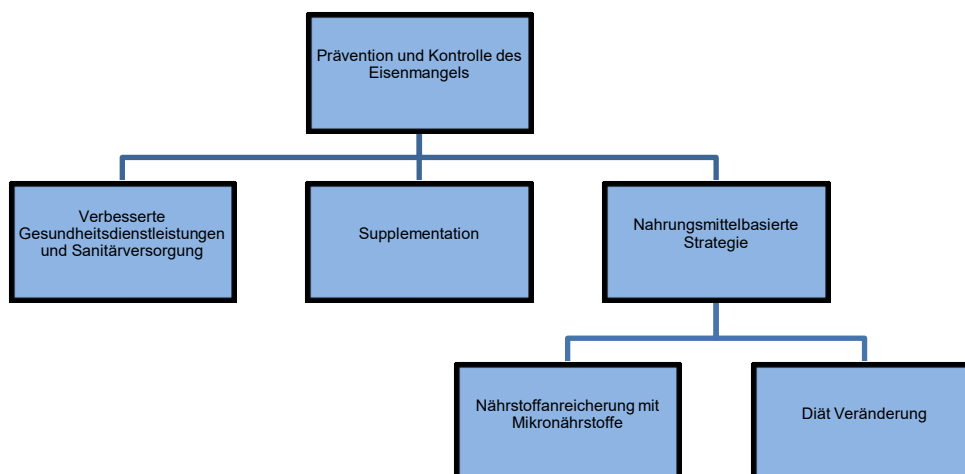 Prävention und Kontrolle des
Eisenmangels
Verbesserte
Gesundheitsdienstleistungen
und Sanitärversorgung
Supplementation
Nahrungsmittelbasierte
Strategie
Nährstoffanreicherung mit
Mikronährstoffe
Diät Veränderung